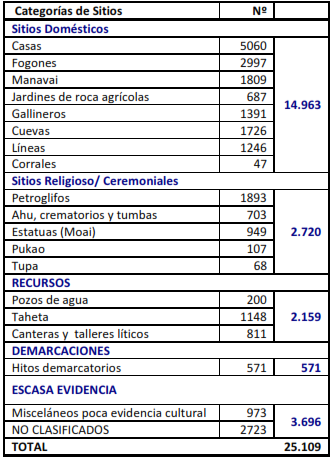 Categorías de Sitios Nº
Sitios Domésticos
Casas 5060
Fogones 2997
Manavai 1809
Jardines de roca agrícolas 687
Gallineros 1391 14.963
Cuevas 1726
Líneas 1246
Corrales 47
Sitios Religioso/ Ceremoniales
Petroglifos 1893
Ahu, crematorios y tumbas 703
Estatuas (Moai) 949 2.720
Pukao 107
Tupa 68
RECURSOS
Pozos de agua 200
Taheta 1148 2.159
Canteras y talleres líticos 811
DEMARCACIONES
Hitos demarcatorios 571 571
ESCASA EVIDENCIA
Misceláneos poca evidencia cultural 973 3.696
NO CLASIFICADOS 2723
TOTAL 25.109